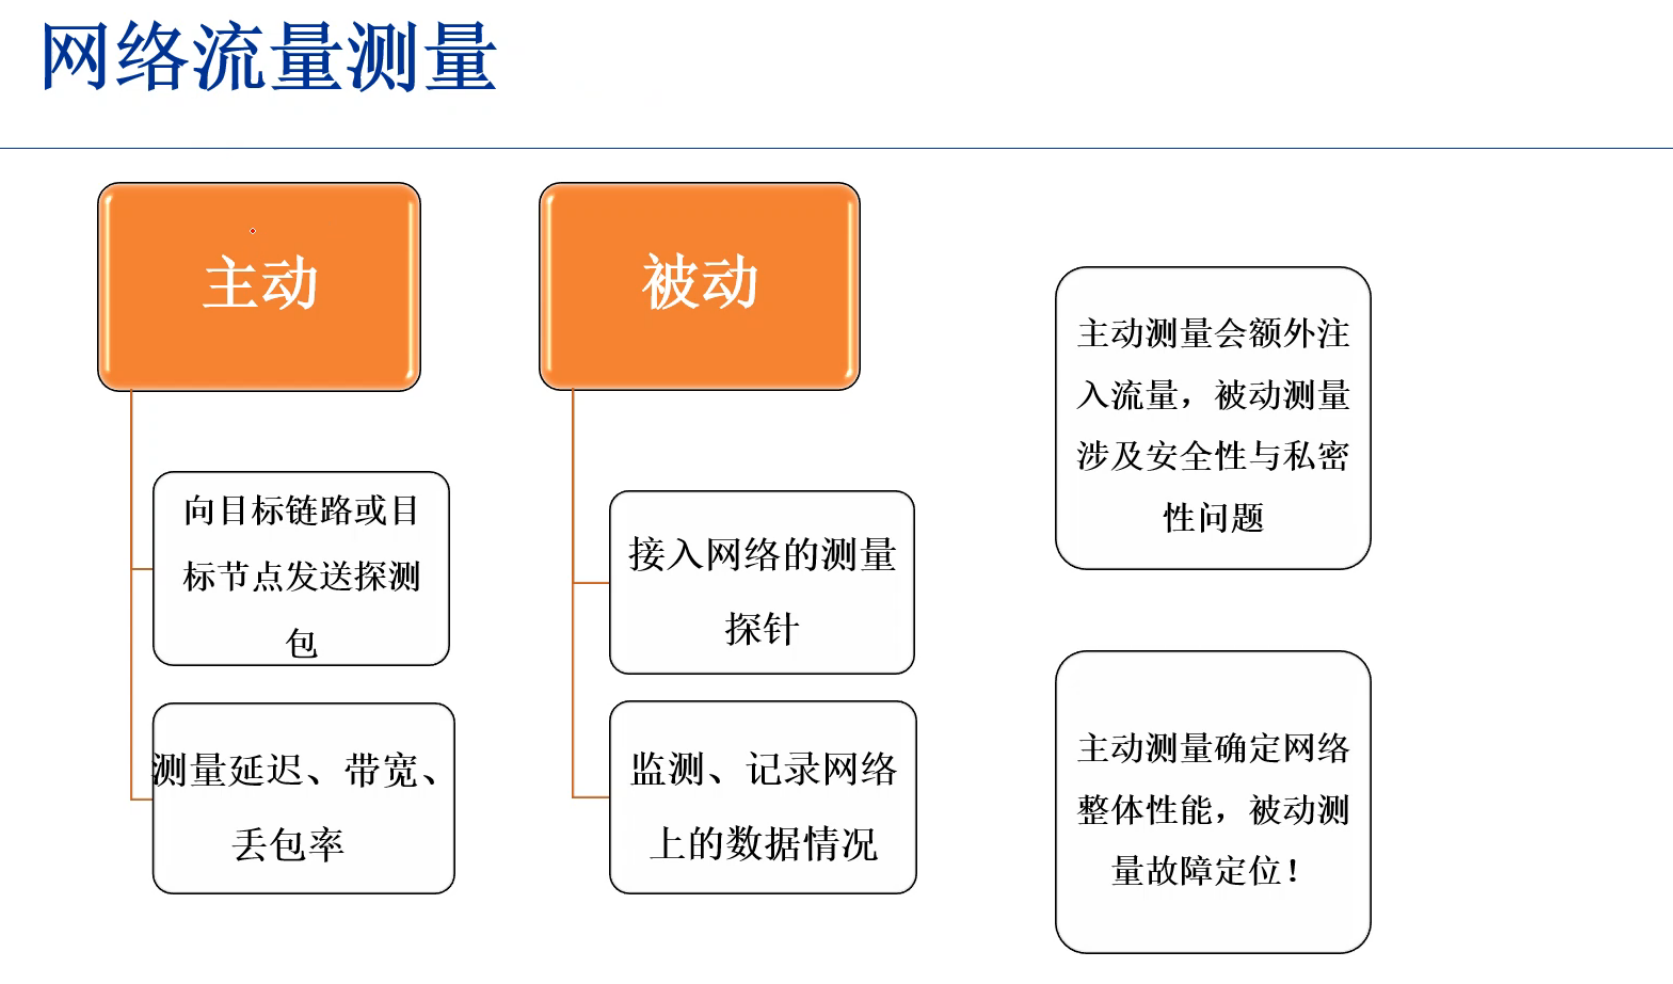 网络流量测量
主动
向目标链路或目
标节点发送探测
包
测量延迟、带宽、
丢包率
被动
接入网络的测量
探针
监测、记录网络
上的数据情况
主动测量会额外注
入流量，被动测量
涉及安全性与私密
性问题
主动测量确定网络
整体性能，被动测
量故障定位！